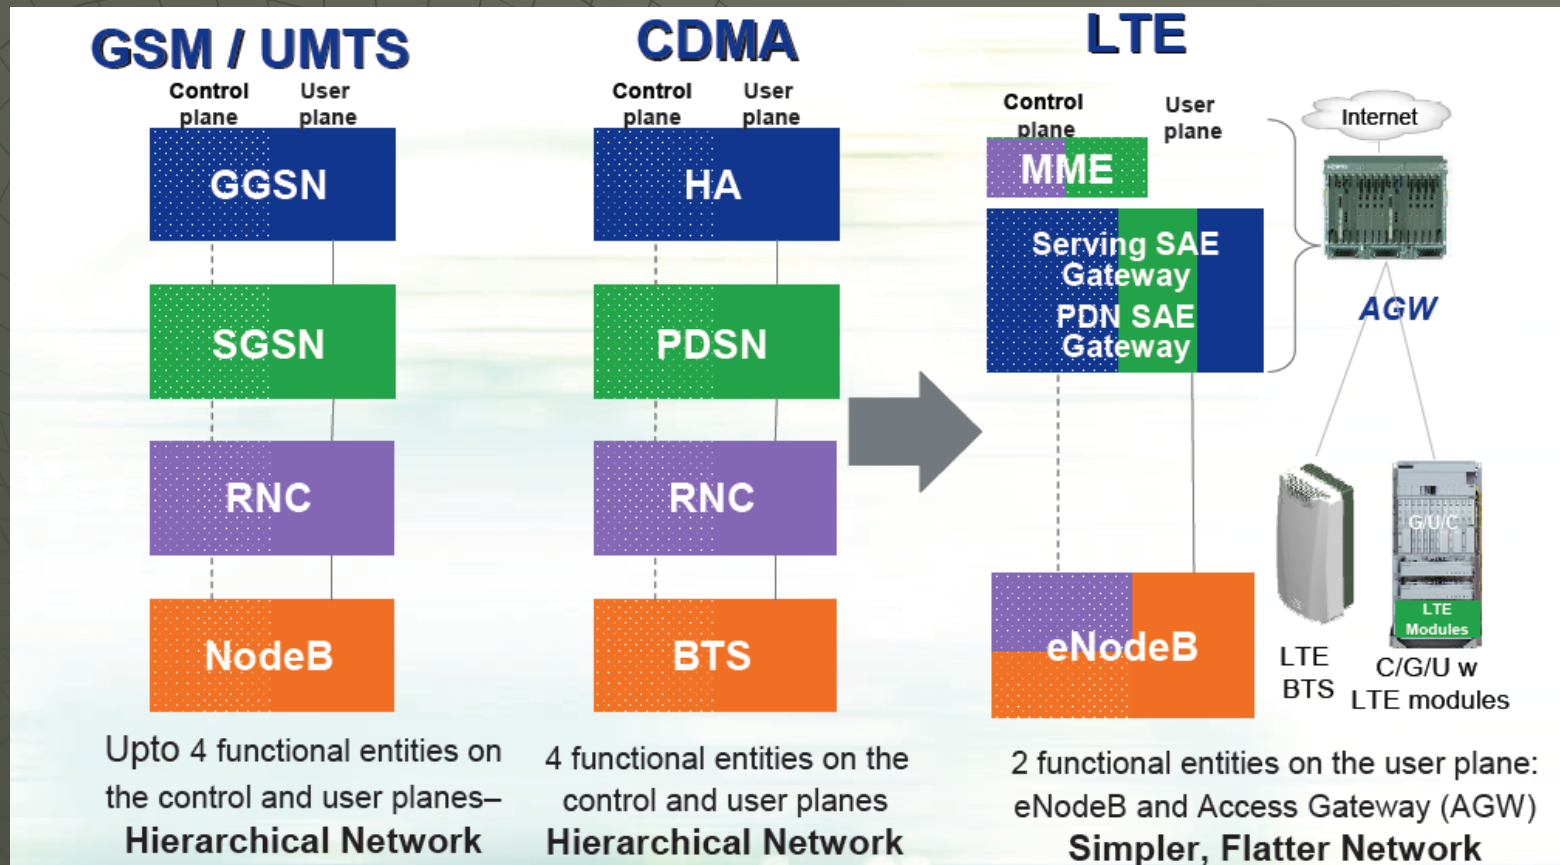 GSM / UMTS
Control
plane
User
plane
GGSN
SGSN
RNC
NodeB
Upto 4 functional entities on
the control and user planes–
Hierarchical Network
CDMA
Control
plane
User
plane
HA
PDSN
RNC
BTS
4 functional entities on the
control and user planes
Hierarchical Network
LTE
Control
plane
User
plane
MME
Serving SAE
Gateway
PDN SAE
Gateway
eNodeB
Internet
AGW
G/U/C
LTE
Modules
LTE
BTS
C/G/U w
LTE modules
2 functional entities on the user plane:
eNodeB and Access Gateway (AGW)
Simpler, Flatter Network